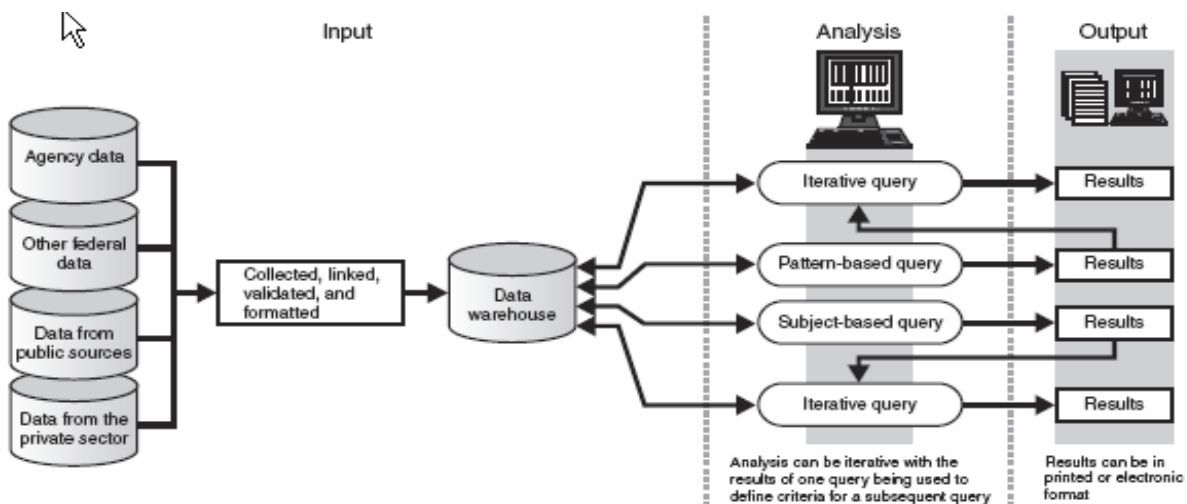 Input
Analysis
Output
Agency data
Other federal
data
Data from
public sources
Data from the
private sector
Collected, linked,
validated, and
formatted
Data
warehouse
Iterative query
Pattern-based query
Subject-based query
Iterative query
Results
Results
Results
Results
Analysis can be iterative with the
results of one query being used to
define criteria for a subsequent query
Results can be in
printed or electronic
format